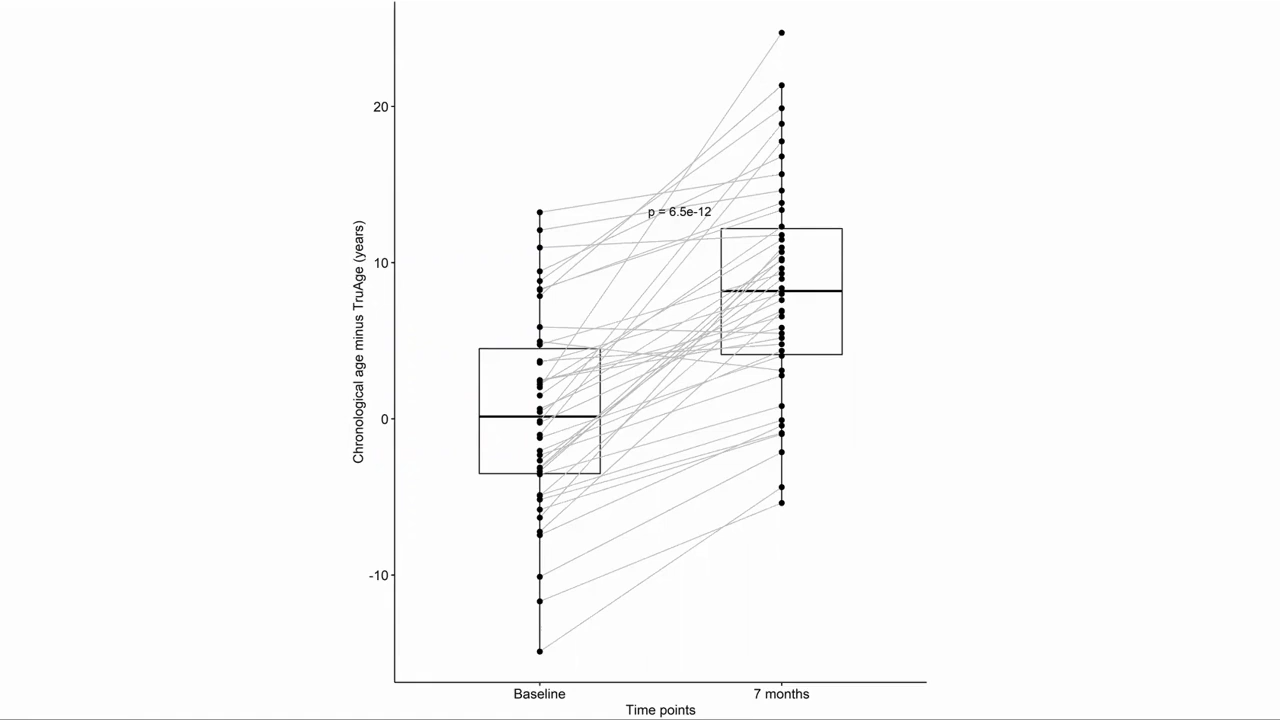 Chronological age minus TruAge (years)
20
10
0
-10
p = 6.5e-12
Baseline
7 months
Time points